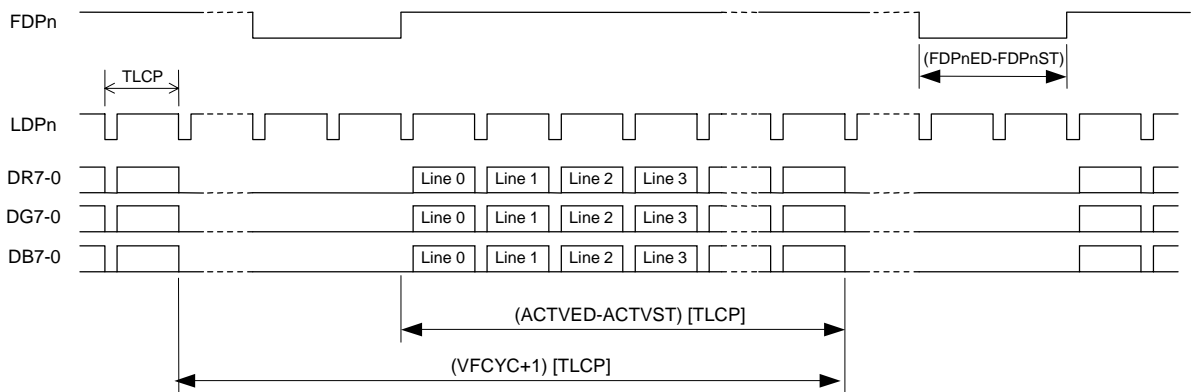 FDPn
(FDPnED-FDPnST)
TLCP
LDPn
DR7-0
Line 0
Line 1
Line 2
Line 3
DG7-0
Line 0
Line 1
Line 2
Line 3
DB7-0
Line 0
Line 1
Line 2
Line 3
(ACTVED-ACTVST) [TLCP]
(VFCYC+1) [TLCP]